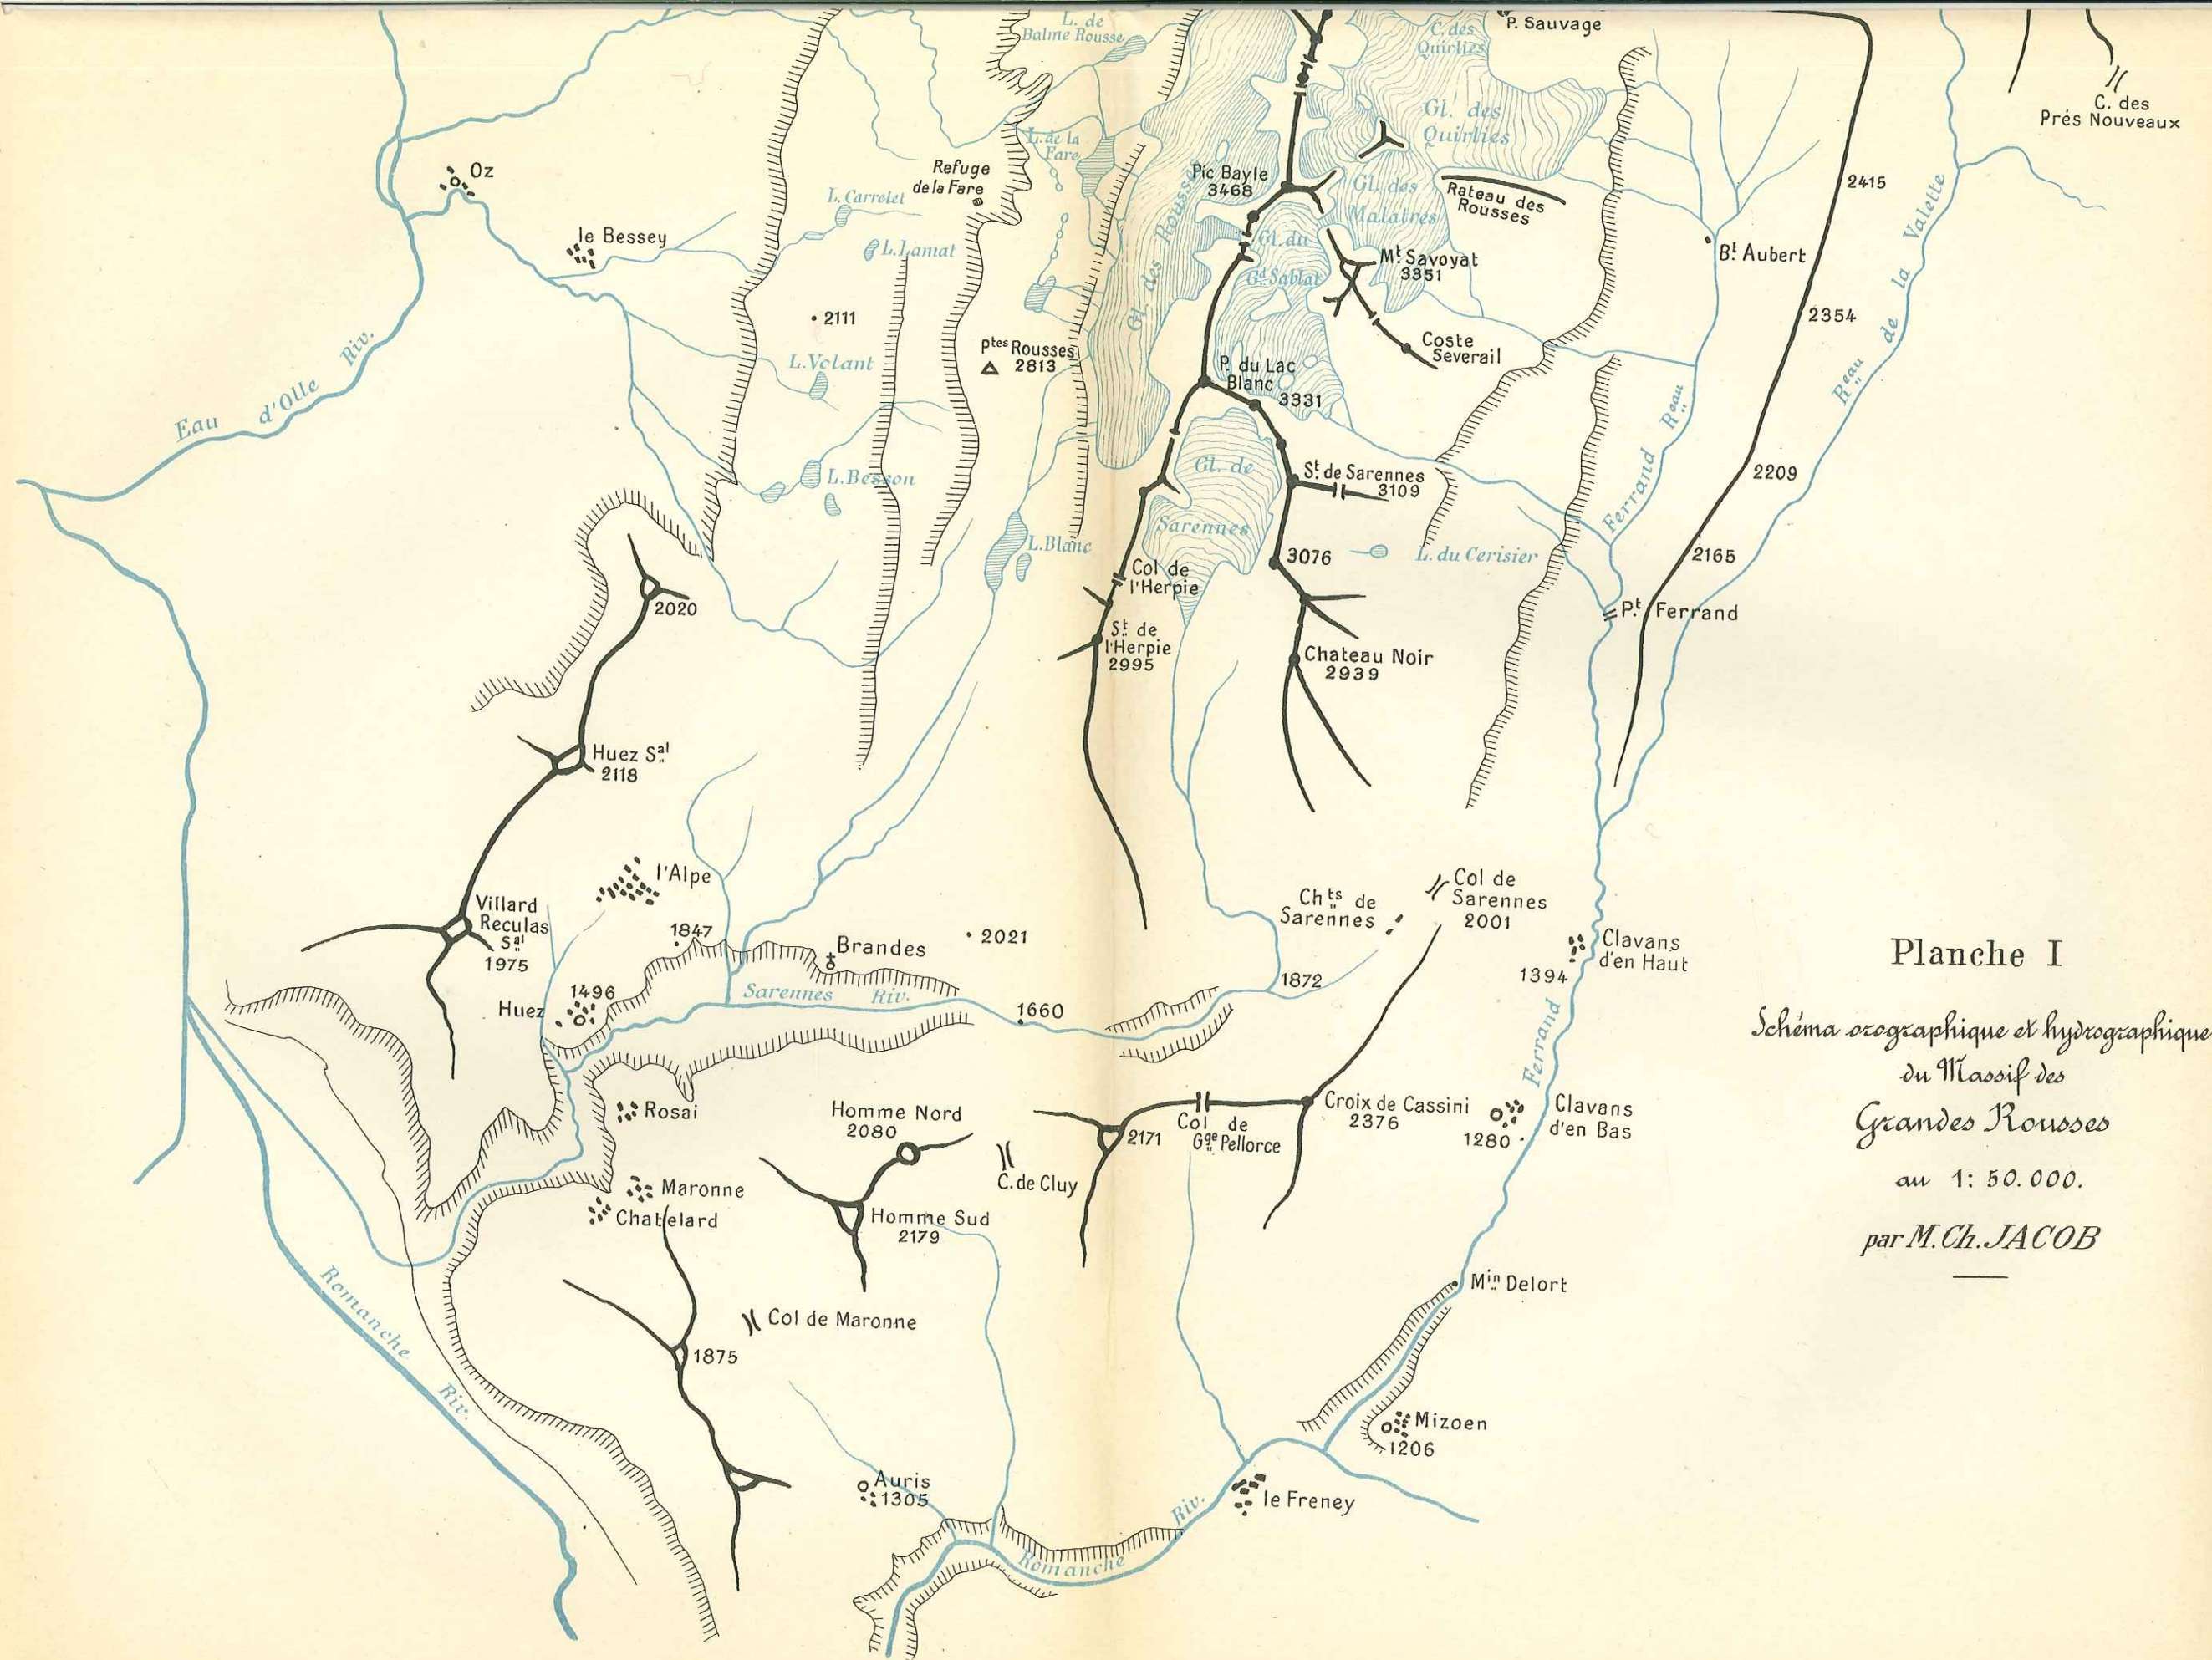 L. de
Balme Rousse
C. des
Quirlies
P. Sauvage
C. des
Prés Nouveaux
L. de la
Fare
Gl. des
Quirlies
Oz
Refuge
de la Fare
Pic Bayle
3468
Gl. des
Malatres
Rateau des
Rousses
2415
L. Carrelet
le Bessey
L. Lamat
Gl. des Rousses
Gl. du
Gd. Sablat
Mt. Savoyat
3351
Bt. Aubert
Reau de la Valette
2111
2354
Eau d'Olle Riv.
ptes Rousses
2813
L. Volant
Coste
Severail
P. du Lac
Blanc
3331
Ferrand Reau
L. Besson
Gl. de
Sarennes
St. de Sarennes
3109
2209
L. Blanc
3076
L. du Cerisier
2165
Col de
l'Herpie
2020
Pt. Ferrand
St. de
l'Herpie
2995
Chateau Noir
2939
Huez Sal
2118
l'Alpe
Villard
Reculas
Sal
1975
1847
Brandes
2021
Chts de
Sarennes
Col de
Sarennes
2001
Clavans
d'en Haut
1394
1872
1496
Huez
Sarennes Riv.
1660
Planche I
Schéma orographique et hydrographique
du Massif des
Grandes Rousses
au 1: 50.000.
par M. Ch. JACOB
Ferrand
Rosai
Homme Nord
2080
2171
Col de
Gge Pellorce
Croix de Cassini
2376
Clavans
d'en Bas
1280
C. de Cluy
Maronne
Chatelard
Homme Sud
2179
Romanche
Riv.
Min Delort
Col de Maronne
1875
Mizoen
1206
Auris
1305
le Freney
Romanche Riv.